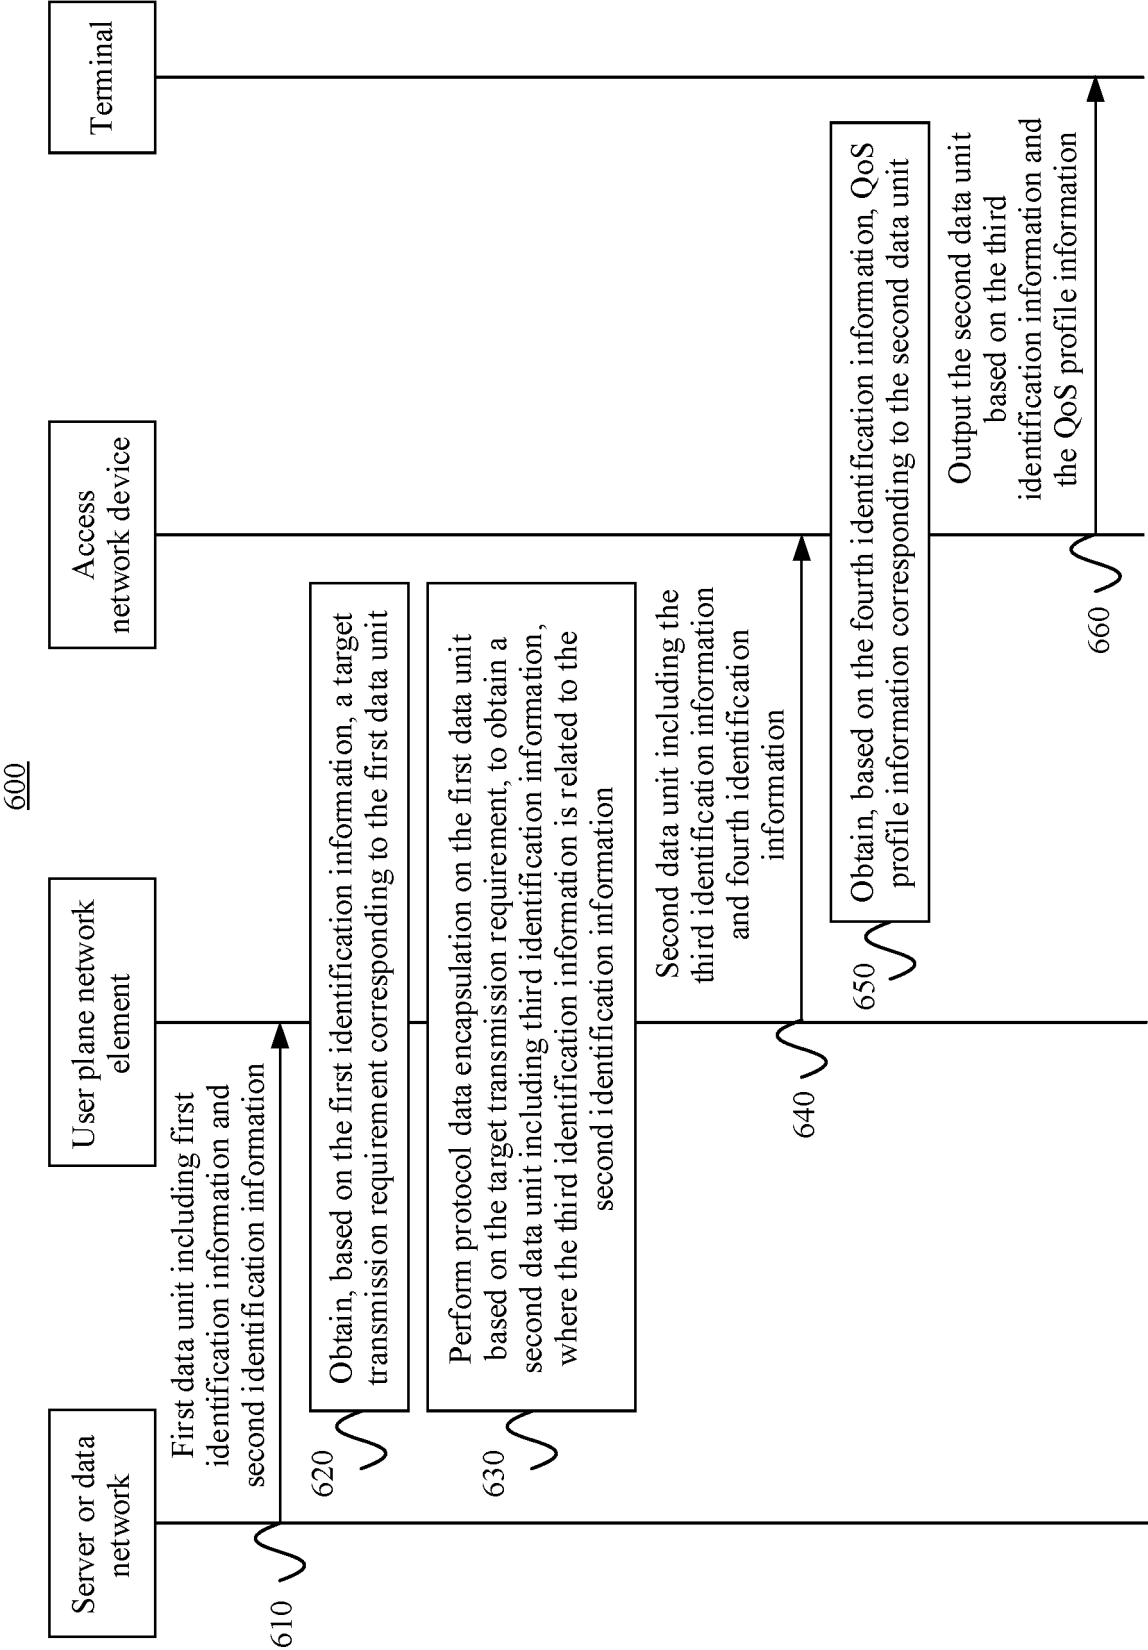 600
Server or data
network
User plane network
element
Access
network device
Terminal
First data unit including first
identification information and
second identification information
610
Obtain, based on the first identification information, a target
transmission requirement corresponding to the first data unit
620
Perform protocol data encapsulation on the first data unit
based on the target transmission requirement, to obtain a
second data unit including third identification information,
where the third identification information is related to the
second identification information
630
Second data unit including the
third identification information
and fourth identification
information
640
Obtain, based on the fourth identification information, QoS
profile information corresponding to the second data unit
650
Output the second data unit
based on the third
identification information and
the QoS profile information
660